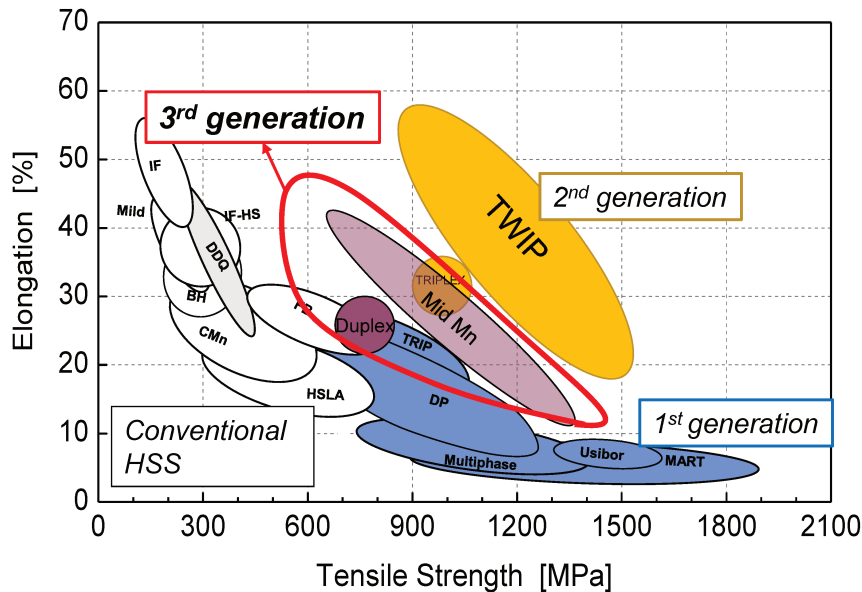 70
60
50
40
30
20
10
0
Elongation [%]
3rd generation
IF
Mild
IF-HS
DDQ
BH
CMn
HSLA
Duplex
TRIP
DP
Multiphase
Usibor
MART
TRIPLEX
Mid Mn
TWIP
2nd generation
1st generation
Conventional
HSS
0 300 600 900 1200 1500 1800 2100
Tensile Strength [MPa]